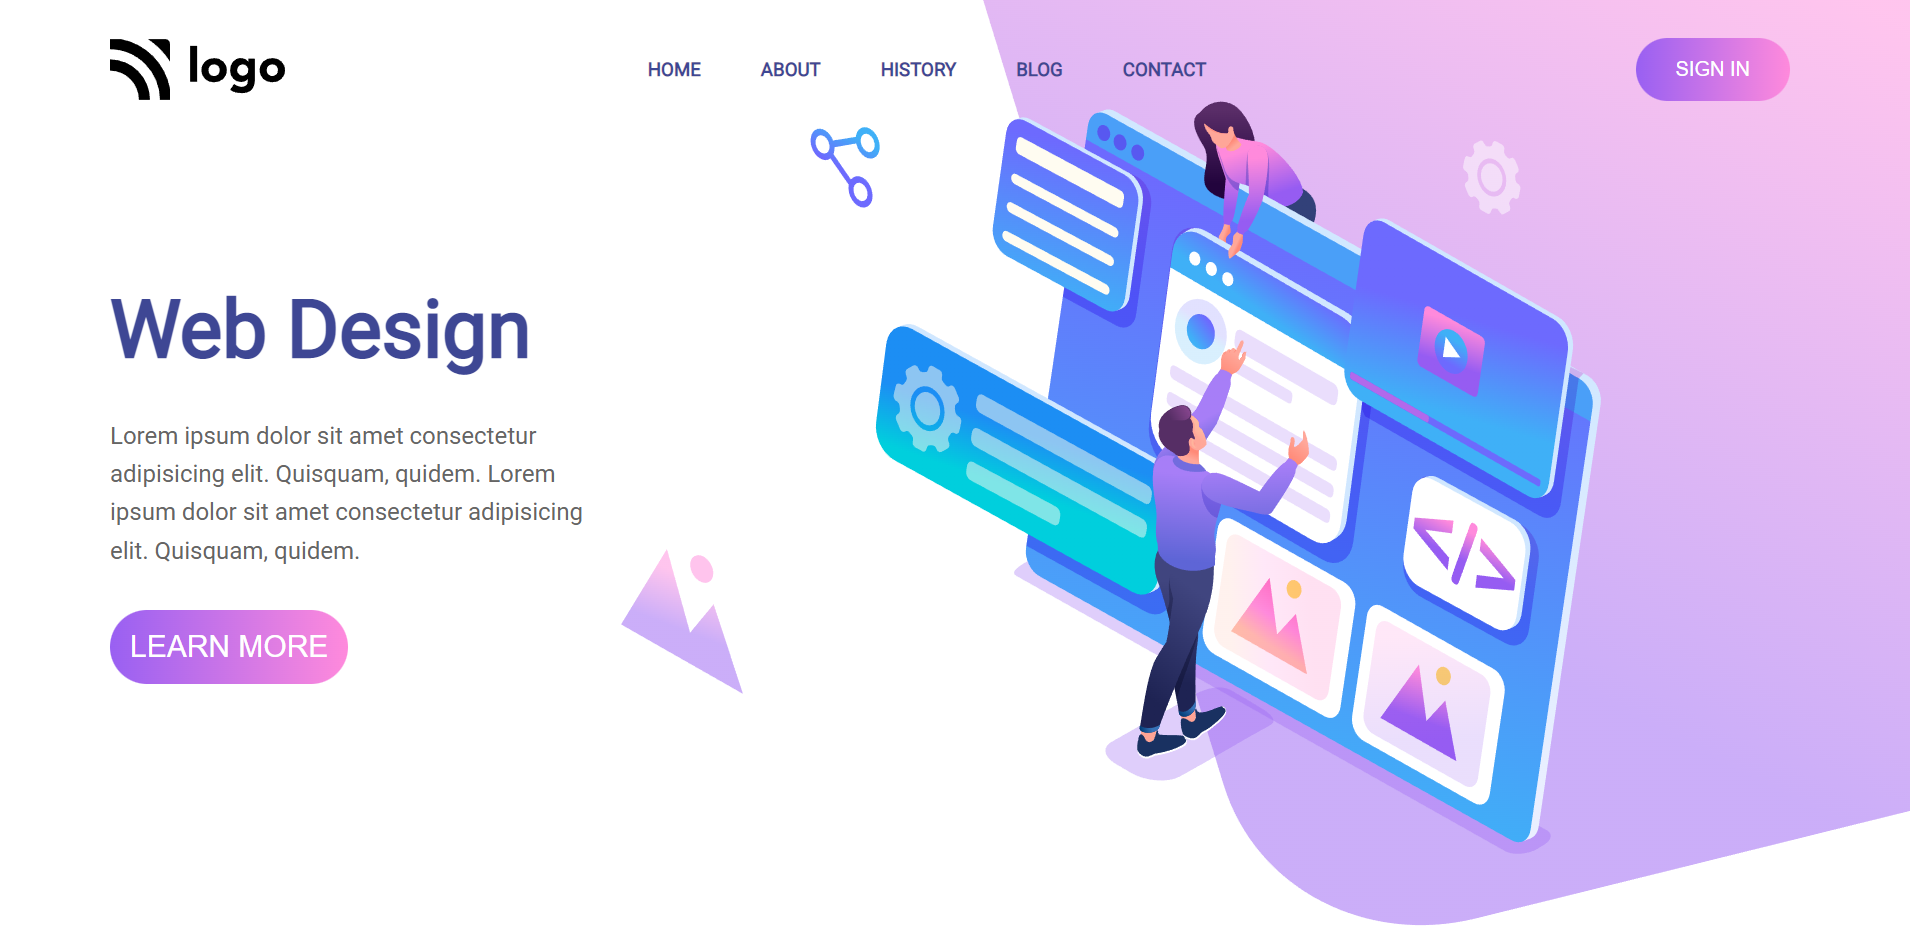 logo
HOME ABOUT HISTORY BLOG CONTACT
SIGN IN
Web Design
Lorem ipsum dolor sit amet consectetur
adipisicing elit. Quisquam, quidem. Lorem
ipsum dolor sit amet consectetur adipisicing
elit. Quisquam, quidem.
LEARN MORE
</>